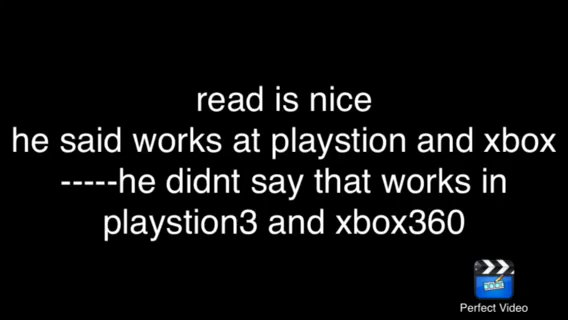 read is nice
he said works at playstion and xbox
-----he didnt say that works in
playstion3 and xbox360
Perfect Video